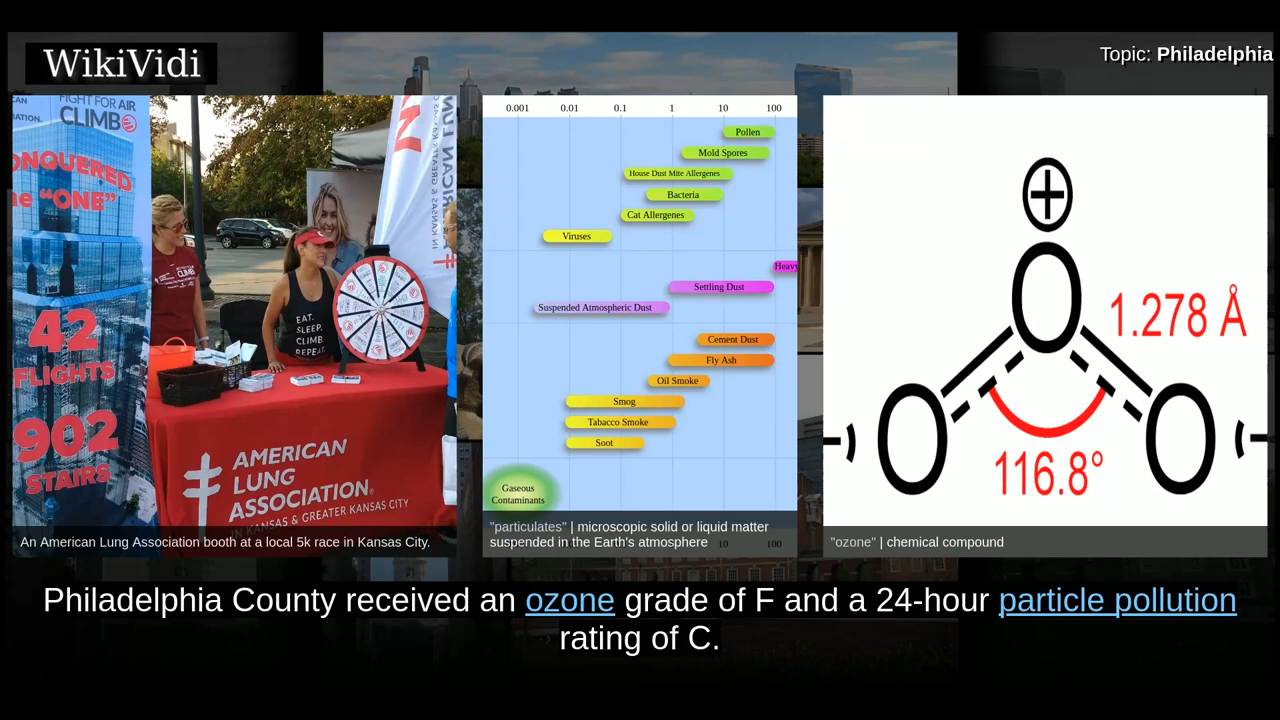 WikiVidi
Topic: Philadelphia
FIGHT FOR AIR
CLIMB
ONQUERED
"ONE"
42
FLIGHTS
902
STAIRS
EAT.
SLEEP.
CLIMB.
REPEAT.
AMERICAN
LUNG
ASSOCIATION®
IN KANSAS & GREATER KANSAS CITY
An American Lung Association booth at a local 5k race in Kansas City.
0.001 0.01 0.1 1 10 100
Pollen
Mold Spores
House Dust Mite Allergenes
Bacteria
Cat Allergenes
Viruses
Heavy
Settling Dust
Suspended Atmospheric Dust
Cement Dust
Fly Ash
Oil Smoke
Smog
Tabacco Smoke
Soot
Gaseous
Contaminants
"particulates" | microscopic solid or liquid matter
suspended in the Earth's atmosphere
10 100
1.278 Å
116.8°
"ozone" | chemical compound
Philadelphia County received an ozone grade of F and a 24-hour particle pollution
rating of C.